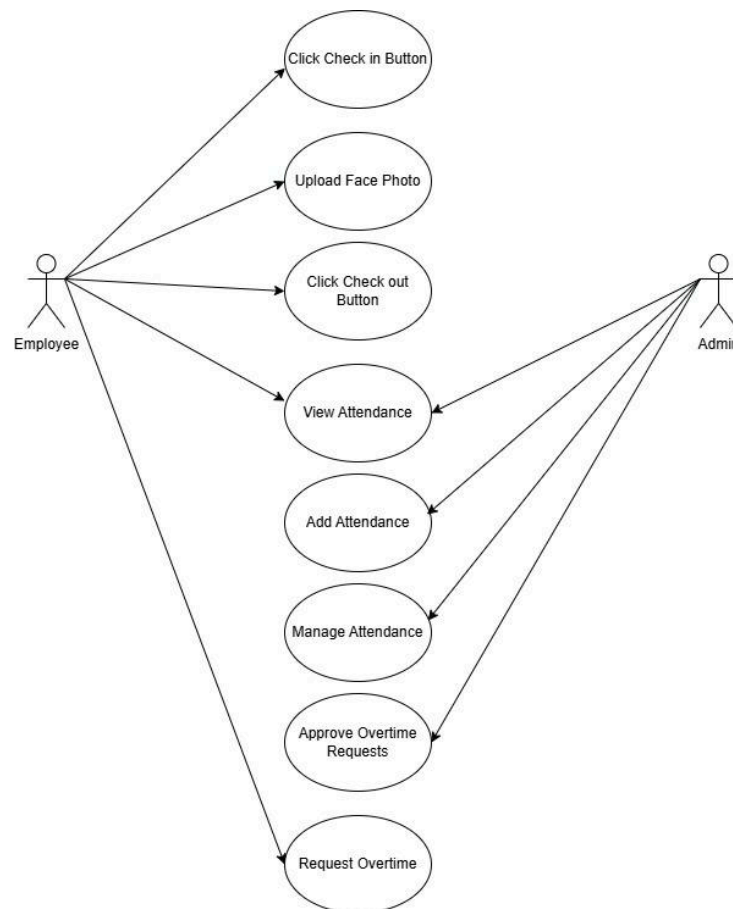 Click Check in Button
Upload Face Photo
Click Check out
Button
Employee
Admin
View Attendance
Add Attendance
Manage Attendance
Approve Overtime
Requests
Request Overtime